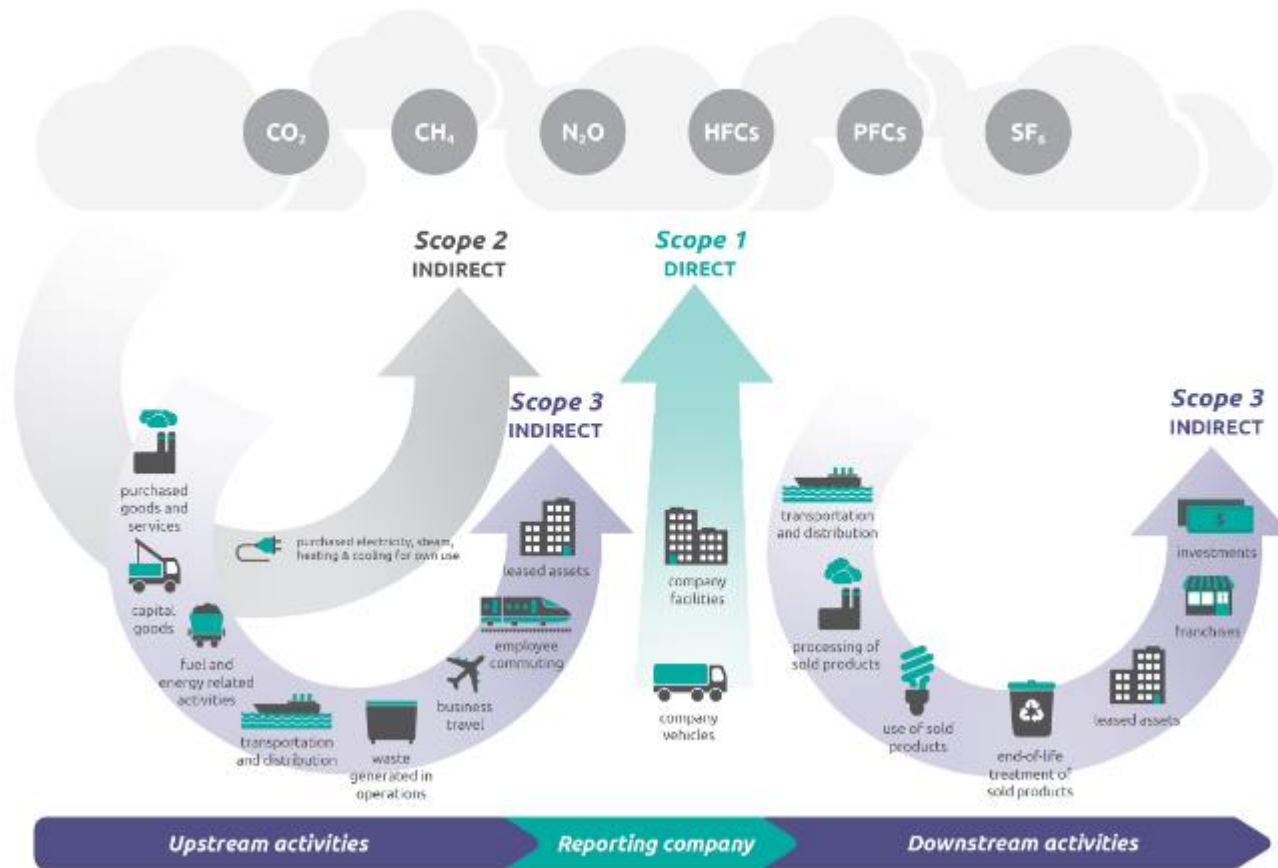 CO₂
CH₄
N₂O
HFCs
PFCs
SF₆
Scope 2
INDIRECT
Scope 1
DIRECT
Scope 3
INDIRECT
Scope 3
INDIRECT
purchased
goods and
services
capital
goods
fuel and
energy related
activities
transportation
and distribution
waste
generated in
operations
business
travel
employee
commuting
leased assets
purchased electricity, steam,
heating & cooling for own use
company
facilities
company
vehicles
transportation
and distribution
processing of
sold products
use of sold
products
end-of-life
treatment of
sold products
leased assets
franchises
$
investments
Upstream activities
Reporting company
Downstream activities